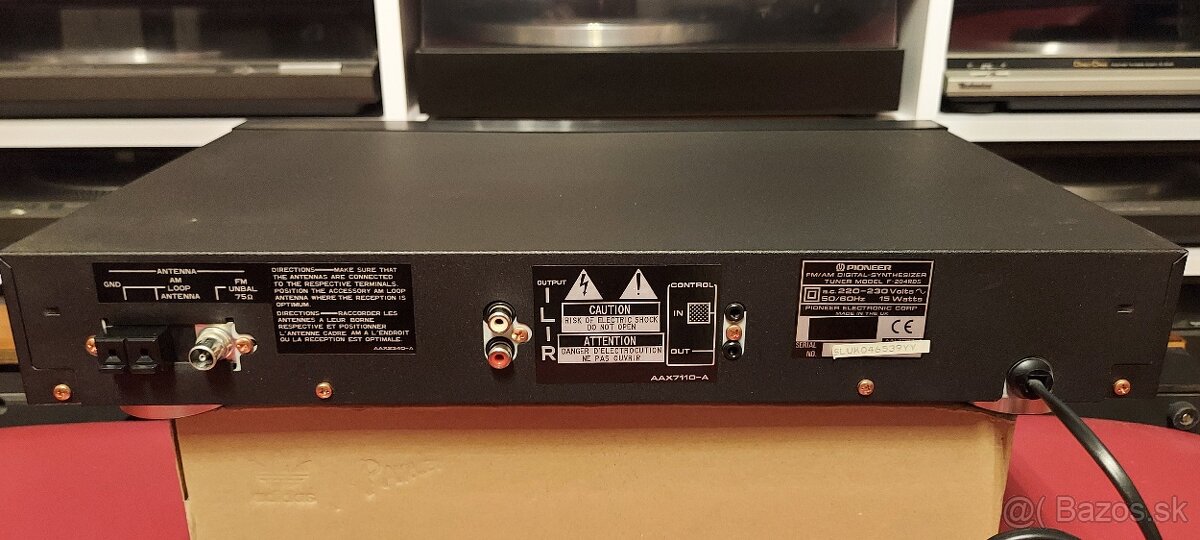 Technics
ANTENNA
GND
AM
LOOP
ANTENNA
FM
UNBAL
75Ω
DIRECTIONS——MAKE SURE THAT
THE ANTENNAS ARE CONNECTED
TO THE RESPECTIVE TERMINALS.
POSITION THE ACCESSORY AM LOOP
ANTENNA WHERE THE RECEPTION IS
OPTIMUM.
DIRECTIONS——RACCORDER LES
ANTENNES A LEUR BORNE
RESPECTIVE ET POSITIONNER
L'ANTENNE CADRE AM A L'ENDROIT
OU LA RECEPTION EST OPTIMALE.
AAX2340-A
OUTPUT
L
R
CAUTION
RISK OF ELECTRIC SHOCK
DO NOT OPEN
ATTENTION
DANGER D'ELECTROCUTION
NE PAS OUVRIR
CONTROL
IN
OUT
AAX7110-A
PIONEER
FM/AM DIGITAL-SYNTHESIZER
TUNER MODEL F-204RDS
a.c. 220-230 Volts ~
50/60Hz 15 Watts
PIONEER ELECTRONIC CORP
MADE IN THE UK
CE
SERIAL
NO.
SLUK046539YY
@( Bazos.sk